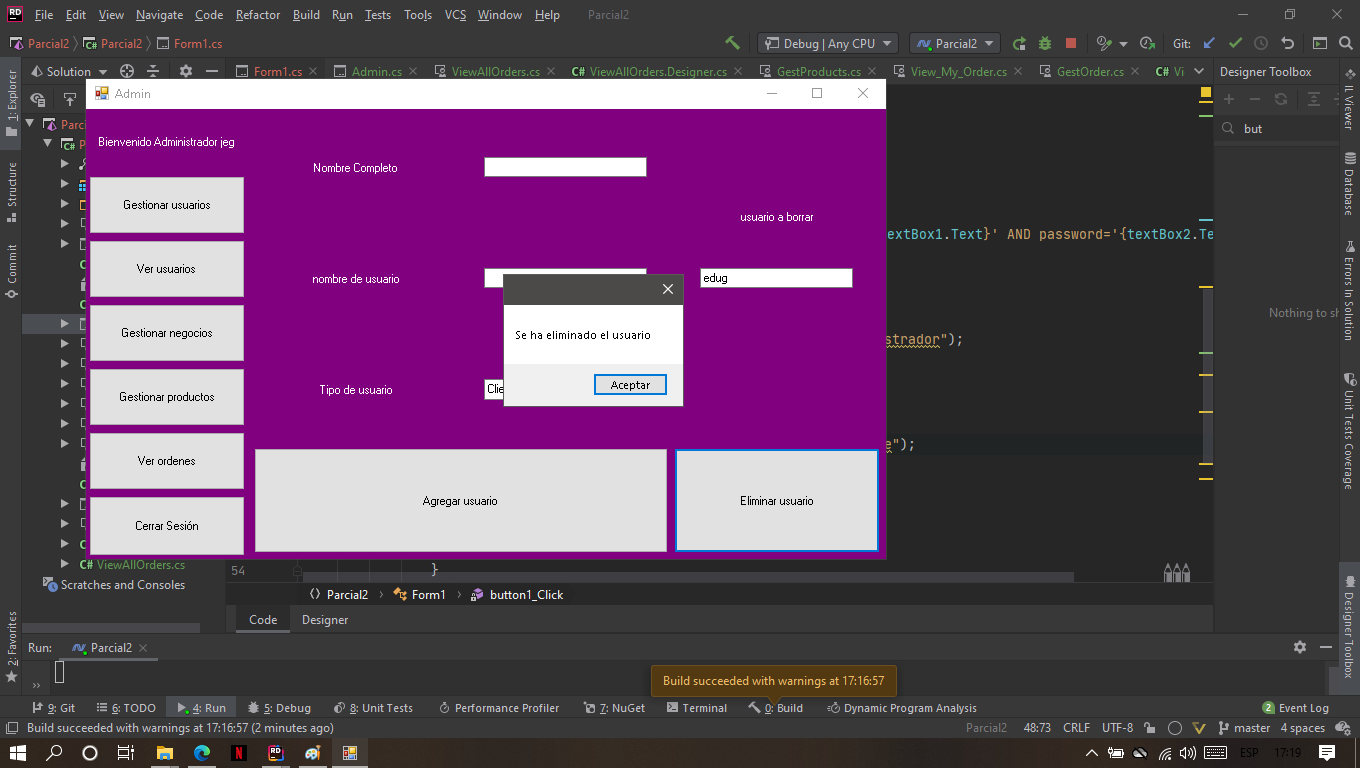 File Edit View Navigate Code Refactor Build Run Tests Tools VCS Window Help Parcial2
Parcial2 Parcial2 Form1.cs Debug | Any CPU Parcial2 Git:
Solution Form1.cs Admin.cs ViewAllOrders.cs ViewAllOrders.Designer.cs GestProducts.cs View_My_Order.cs GestOrder.cs C# Vi Designer Toolbox
Admin
but
Parci
Bienvenido Administrador jeg
Nombre Completo
Gestionar usuarios
usuario a borrar
extBox1.Text}' AND password='{textBox2.Te
Ver usuarios
nombre de usuario
edug
Gestionar negocios
Se ha eliminado el usuario
Nothing to sh
strador");
Aceptar
Tipo de usuario
Clie
Gestionar productos
e");
Ver ordenes
Agregar usuario
Eliminar usuario
Cerrar Sesión
C# ViewAllOrders.cs
54 }
Scratches and Consoles
Parcial2 Form1 button1_Click
Code Designer
Run: Parcial2
Build succeeded with warnings at 17:16:57
9: Git 6: TODO 4: Run 5: Debug 8: Unit Tests Performance Profiler 7: NuGet Terminal 0: Build Dynamic Program Analysis 2 Event Log
Build succeeded with warnings at 17:16:57 (2 minutes ago) Parcial2 48:73 CRLF UTF-8 master 4 spaces
ESP 17:19
1: Explorer
Structure
Commit
2: Favorites
IL Viewer
Database
Errors In Solution
Unit Tests Coverage
Designer Toolbox